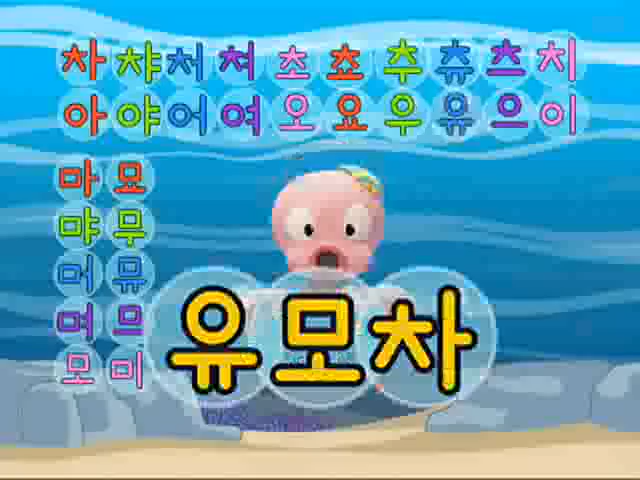 차 챠 처 쳐 초 쵸 추 츄 츠 치
아 야 어 여 오 요 우 유 으 이
마 묘
먀 무
머 뮤
며 므
모 미
유모차